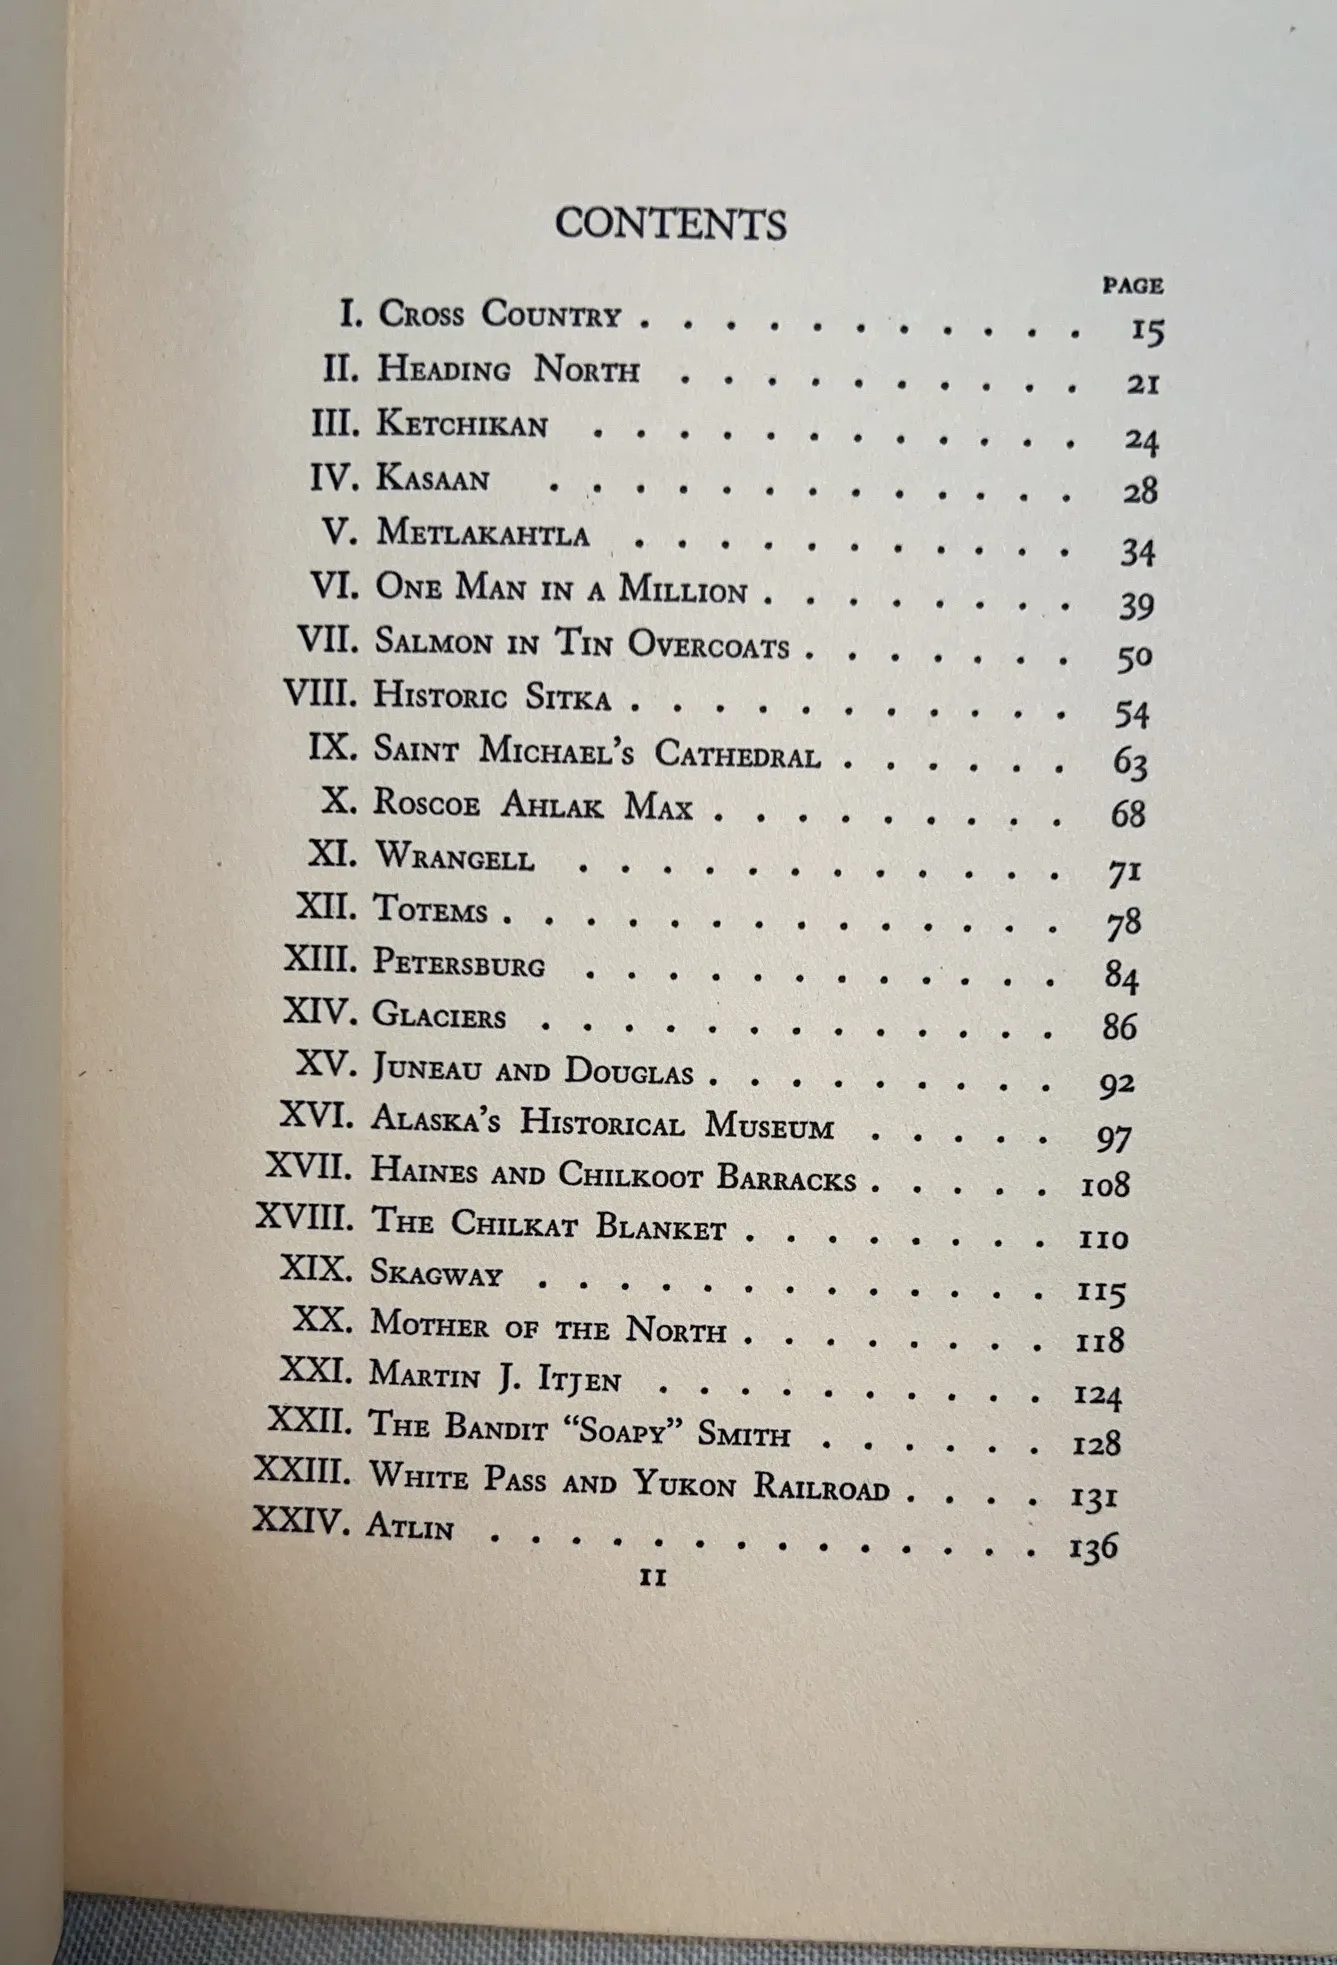 CONTENTS
PAGE
I. Cross Country . . . . . . . . . . . 15
II. Heading North . . . . . . . . . . 21
III. Ketchikan . . . . . . . . . . . . 24
IV. Kasaan . . . . . . . . . . . . . 28
V. Metlakahtla . . . . . . . . . . . 34
VI. One Man in a Million . . . . . . . . 39
VII. Salmon in Tin Overcoats . . . . . . . 50
VIII. Historic Sitka . . . . . . . . . . . 54
IX. Saint Michael's Cathedral . . . . . . 63
X. Roscoe Ahlak Max . . . . . . . . . 68
XI. Wrangell . . . . . . . . . . . . 71
XII. Totems . . . . . . . . . . . . . . 78
XIII. Petersburg . . . . . . . . . . . . 84
XIV. Glaciers . . . . . . . . . . . . . 86
XV. Juneau and Douglas . . . . . . . . . 92
XVI. Alaska's Historical Museum . . . . . 97
XVII. Haines and Chilkoot Barracks . . . . . 108
XVIII. The Chilkat Blanket . . . . . . . . 110
XIX. Skagway . . . . . . . . . . . . . 115
XX. Mother of the North . . . . . . . . 118
XXI. Martin J. Itjen . . . . . . . . . . 124
XXII. The Bandit “Soapy” Smith . . . . . . 128
XXIII. White Pass and Yukon Railroad . . . . 131
XXIV. Atlin . . . . . . . . . . . . . . 136
11